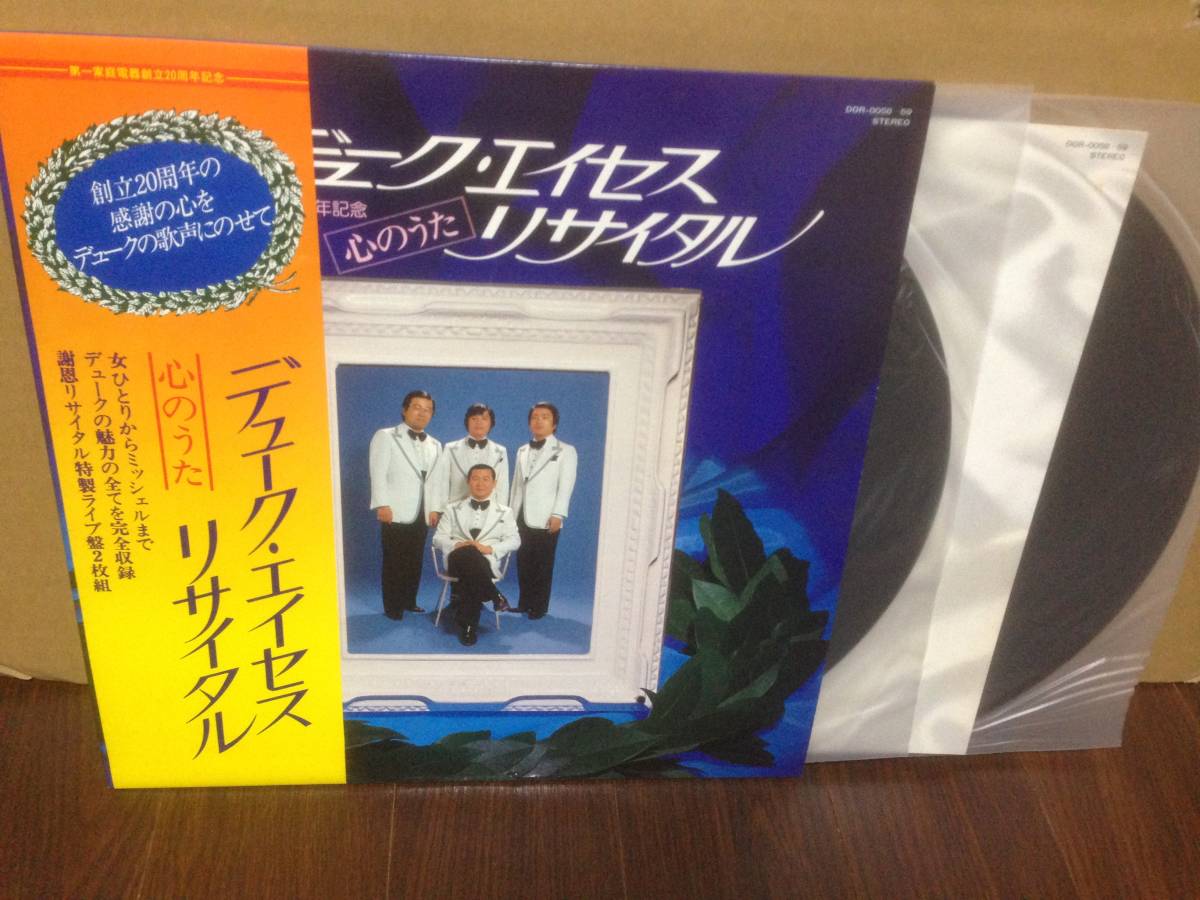 第一家庭電器創立20周年記念
創立20周年の
感謝の心を
デュークの歌声にのせて
心のうた
デューク・エイセス
リサイタル
女ひとりからミッシェルまで
デュークの魅力の全てを完全収録
謝恩リサイタル特製ライブ盤2枚組
デューク・エイセス
年記念
心のうた
リサイタル
DOR-0058 59
STEREO
DOR-0058 59
STEREO